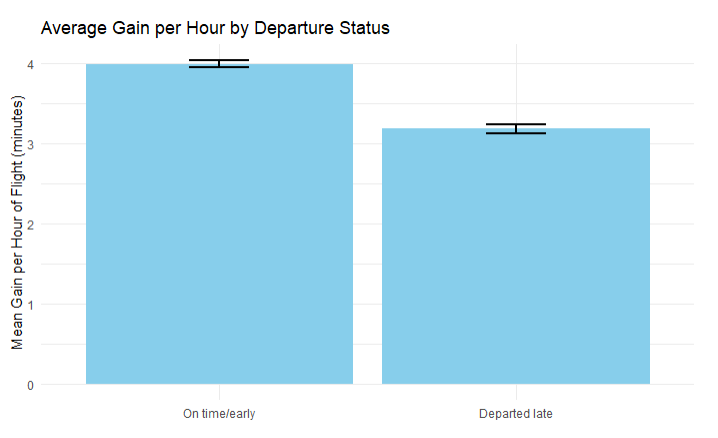 Average Gain per Hour by Departure Status
Mean Gain per Hour of Flight (minutes)
4
3
2
1
0
On time/early
Departed late